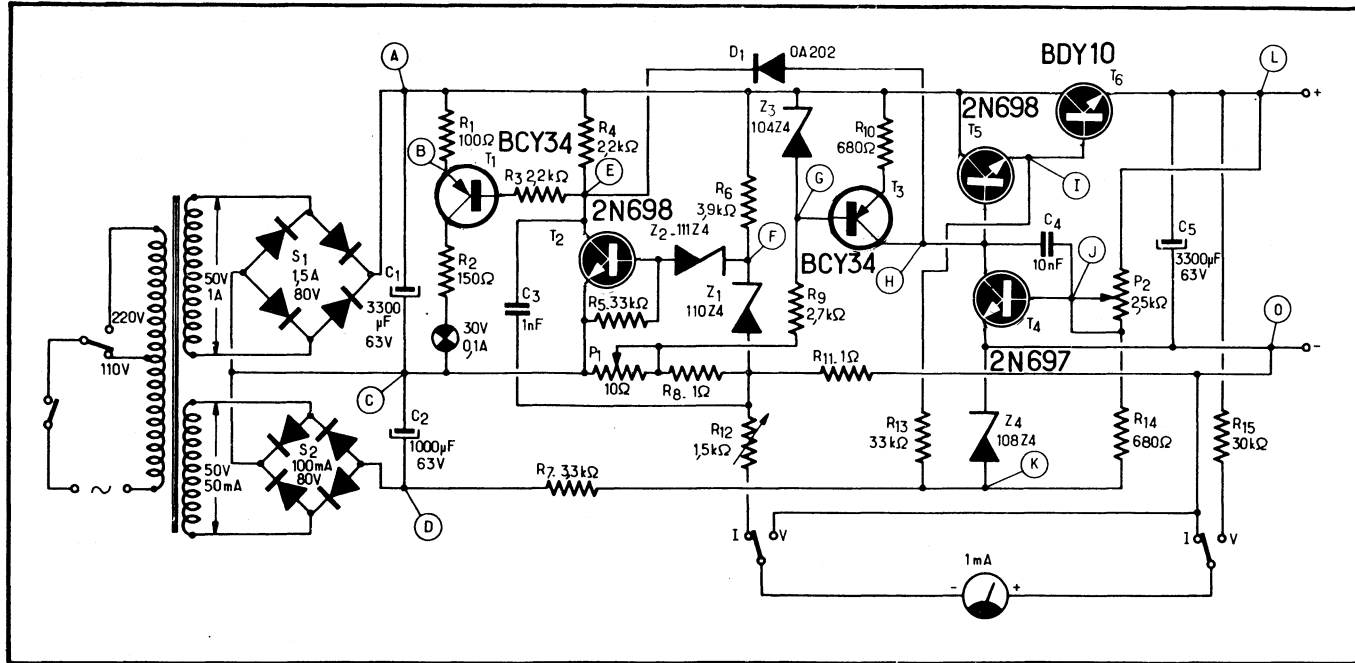 A
D1
OA202
BDY10
L
T6
+
Z3
104Z4
2N698
R1
100Ω
BCY34
R4
2,2kΩ
R10
680Ω
T5
B
T1
R3 2,2kΩ
E
G
T3
I
R6
3,9kΩ
2N698
Z2-111Z4
F
T2
C4
10nF
J
C5
3300µF
63V
BCY34
H
P2
2,5kΩ
50V
1A
S1
1,5A
80V
C1
3300
µF
63V
R2
150Ω
Z1
110Z4
R9
2,7kΩ
T4
C3
1nF
R5.33kΩ
220V
30V
0,1A
O
-
P1
10Ω
R11.1Ω
2N697
110V
C
R8. 1Ω
C2
1000µF
63V
R12
1,5kΩ
R13
33kΩ
Z4
108Z4
R14
680Ω
R15
30kΩ
50V
50mA
S2
100mA
80V
R7.3,3kΩ
K
~
D
I
V
I
V
1mA
-
+